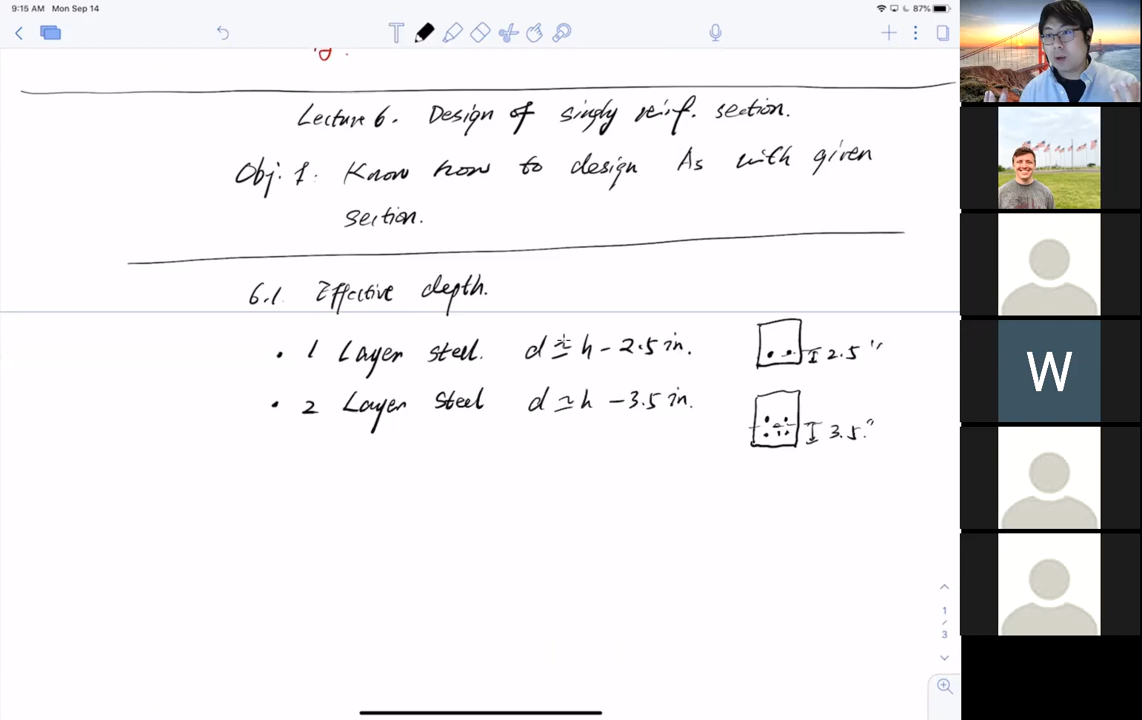 9:15 AM Mon Sep 14
87%
Lecture 6. Design of singly reinf. section.
Obj. 1. Know how to design As with given
section.
6.1. Effective depth.
• 1 Layer steel. d ≃ h - 2.5 in.
2.5"
• 2 Layer steel d ≃ h - 3.5 in.
3.5"
W
1
/
3